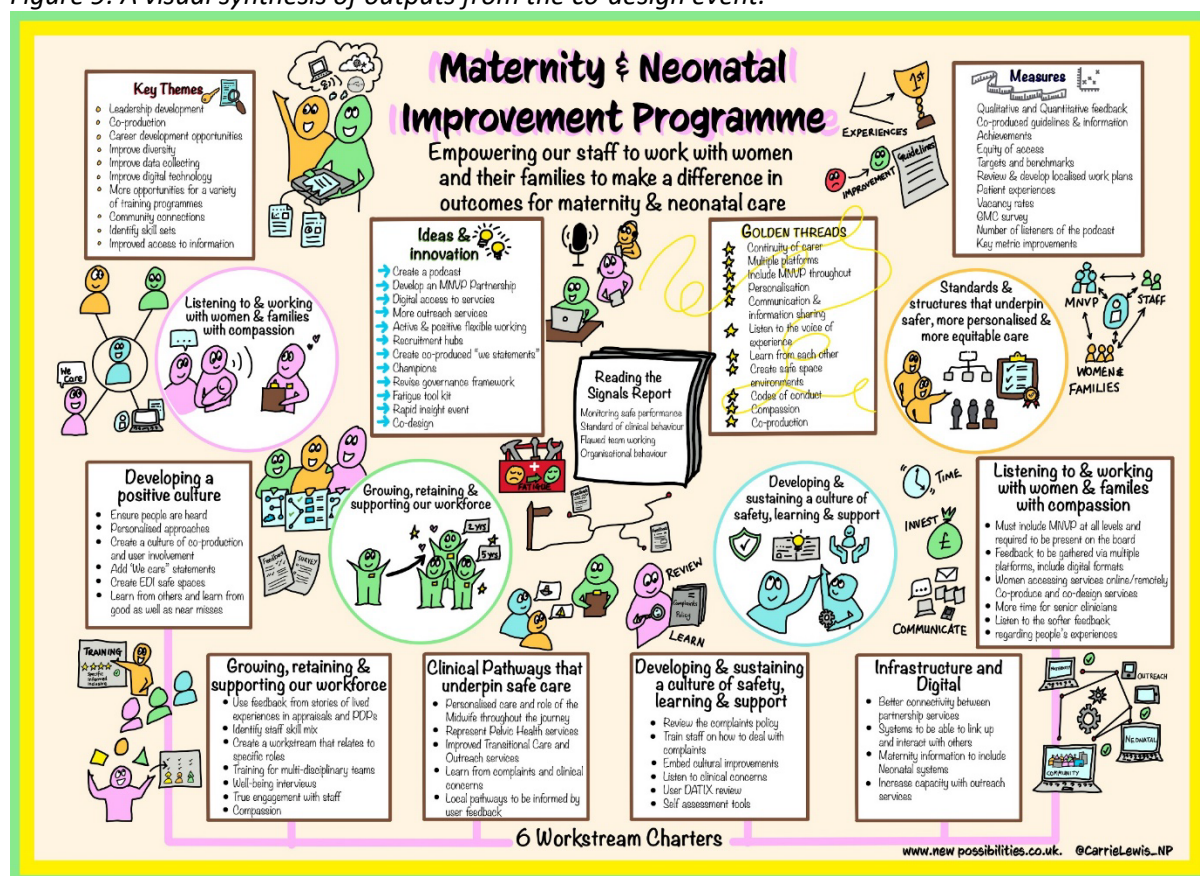 Figure 9: A visual synthesis of outputs from the co-design event.
Maternity & Neonatal
Improvement Programme
Empowering our staff to work with women
and their families to make a difference in
outcomes for maternity & neonatal care
Key Themes
Leadership development
Co-production
Career development opportunities
Improve diversity
Improve data collecting
Improve digital technology
More opportunities for a variety
of training programmes
Community connections
Identify skill sets
Improved access to information
EXPERIENCES
1st
IMPROVEMENT
Guidelines
Measures
Qualitative and Quantitative feedback
Co-produced guidelines & information
Achievements
Equity of access
Targets and benchmarks
Review & develop localised work plans
Patient experiences
Vacancy rates
GMC survey
Number of listeners of the podcast
Key metric improvements
Listening to & working
with women & families
with compassion
We
Care
Ideas &
innovation
Create a podcast
Develop an MNVP Partnership
Digital access to servcies
More outreach services
Active & positive flexible working
Recruitment hubs
Create co-produced "we statements"
Champions
Revise governance framework
Fatigue tool kit
Rapid insight event
Co-design
Reading the
Signals Report
Monitoring safe performance
Standard of clinical behaviour
Flawed team working
Organisational behaviour
GOLDEN THREADS
Continuity of carer
Multiple platforms
Include MNVP throughout
Personalisation
Communication &
information sharing
Listen to the voice of
experience
Learn from each other
Create safe space
environments
Codes of conduct
Compassion
Co-production
Standards &
structures that underpin
safer, more personalised &
more equitable care
MNVP
STAFF
WOMEN &
FAMILIES
Developing a
positive culture
Ensure people are heard
Personalised approaches
Create a culture of co-production
and user involvement
Add 'We care" statements
Create EDI safe spaces
Learn from others and learn from
good as well as near misses
Feedback
SURVEY
Growing, retaining &
supporting our workforce
2 yrs
5 yrs
FATIGUE
REVIEW
Complaints
Policy
LEARN
Developing &
sustaining a culture of
safety, learning & support
TIME
INVEST
£
COMMUNICATE
Listening to & working
with women & familes
with compassion
Must include MNVP at all levels and
required to be present on the board
Feedback to be gathered via multiple
platforms, include digital formats
Women accessing services online/remotely
Co-produce and co-design services
More time for senior clinicians
Listen to the softer feedback
regarding people's experiences
TRAINING
Growing, retaining &
supporting our workforce
Use feedback from stories of lived
experiences in appraisals and PDPs
Identify staff skill mix
Create a workstream that relates to
specific roles
Training for multi-disciplinary teams
Well-being interviews
True engagement with staff
Compassion
Clinical Pathways that
underpin safe care
Personalised care and role of the
Midwife throughout the journey
Represent Pelvic Health services
Improved Transitional Care and
Outreach services
Learn from complaints and clinical
concerns
Local pathways to be informed by
user feedback
Developing & sustaining
a culture of safety,
learning & support
Review the complaints policy
Train staff on how to deal with
complaints
Embed cultural improvements
Listen to clinical concerns
User DATIX review
Self assessment tools
Infrastructure and
Digital
Better connectivity between
partnership services
Systems to be able to link up
and interact with others
Maternity information to include
Neonatal systems
Increase capacity with outreach
services
MATERNITY
OUTREACH
NEONATAL
COMMUNITY
6 Workstream Charters
www.new possibilities.co.uk. @CarrieLewis_NP